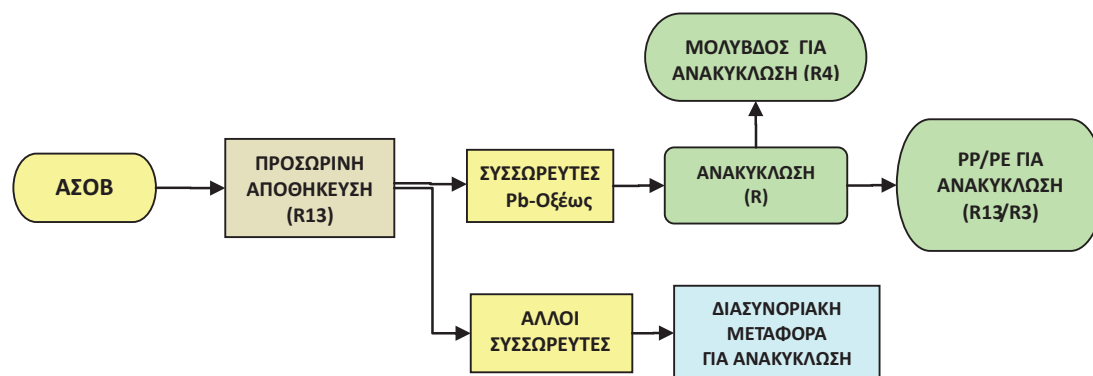 ΜΟΛΥΒΔΟΣ ΓΙΑ
ΑΝΑΚΥΚΛΩΣΗ (R4)
ΑΣΟΒ
ΠΡΟΣΩΡΙΝΗ
ΑΠΟΘΗΚΕΥΣΗ
(R13)
ΣΥΣΣΩΡΕΥΤΕΣ
Pb-Οξέως
ΑΝΑΚΥΚΛΩΣΗ
(R)
PP/PE ΓΙΑ
ΑΝΑΚΥΚΛΩΣΗ
(R13/R3)
ΑΛΛΟΙ
ΣΥΣΣΩΡΕΥΤΕΣ
ΔΙΑΣΥΝΟΡΙΑΚΗ
ΜΕΤΑΦΟΡΑ
ΓΙΑ ΑΝΑΚΥΚΛΩΣΗ